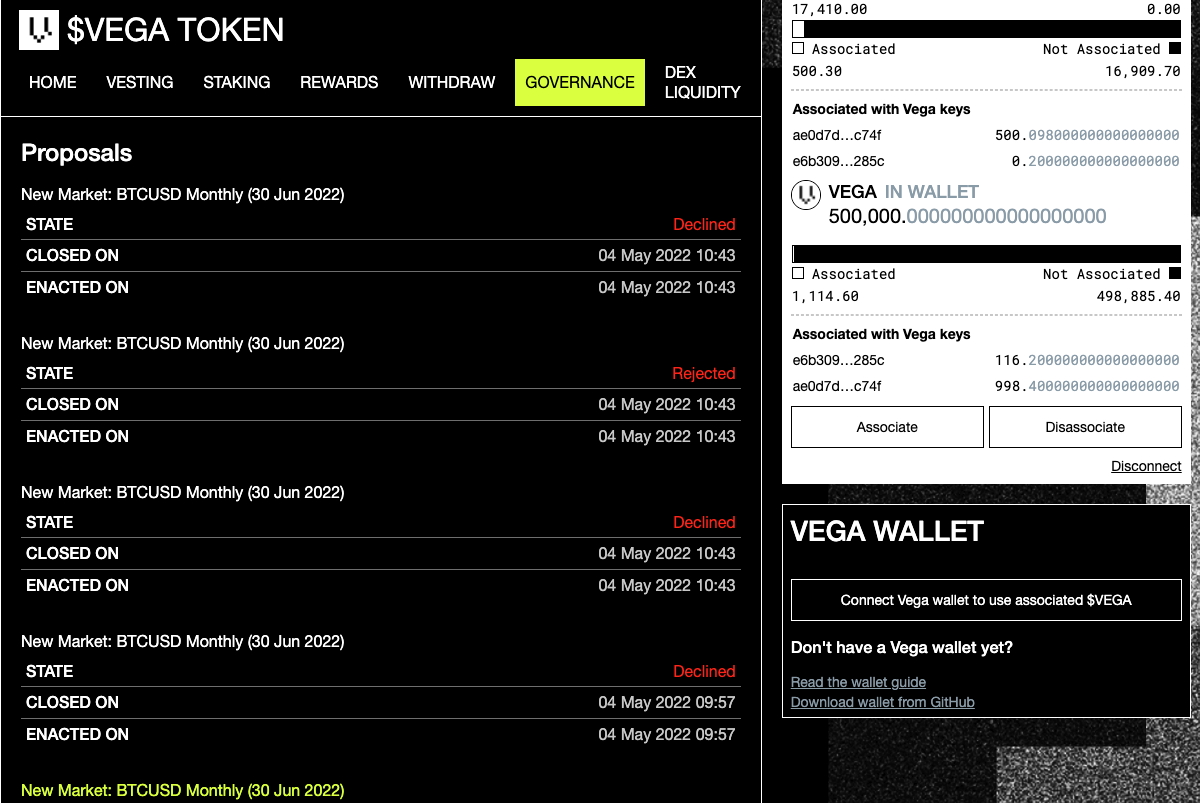 $VEGA TOKEN
HOME VESTING STAKING REWARDS WITHDRAW GOVERNANCE DEX LIQUIDITY
Proposals
New Market: BTCUSD Monthly (30 Jun 2022)
STATE Declined
CLOSED ON 04 May 2022 10:43
ENACTED ON 04 May 2022 10:43
New Market: BTCUSD Monthly (30 Jun 2022)
STATE Rejected
CLOSED ON 04 May 2022 10:43
ENACTED ON 04 May 2022 10:43
New Market: BTCUSD Monthly (30 Jun 2022)
STATE Declined
CLOSED ON 04 May 2022 10:43
ENACTED ON 04 May 2022 10:43
New Market: BTCUSD Monthly (30 Jun 2022)
STATE Declined
CLOSED ON 04 May 2022 09:57
ENACTED ON 04 May 2022 09:57
New Market: BTCUSD Monthly (30 Jun 2022)
17,410.00 0.00
Associated Not Associated
500.30 16,909.70
Associated with Vega keys
ae0d7d…c74f 500.098000000000000000
e6b309…285c 0.200000000000000000
VEGA IN WALLET
500,000.000000000000000000
Associated Not Associated
1,114.60 498,885.40
Associated with Vega keys
e6b309…285c 116.200000000000000000
ae0d7d…c74f 998.400000000000000000
Associate Disassociate
Disconnect
VEGA WALLET
Connect Vega wallet to use associated $VEGA
Don't have a Vega wallet yet?
Read the wallet guide
Download wallet from GitHub